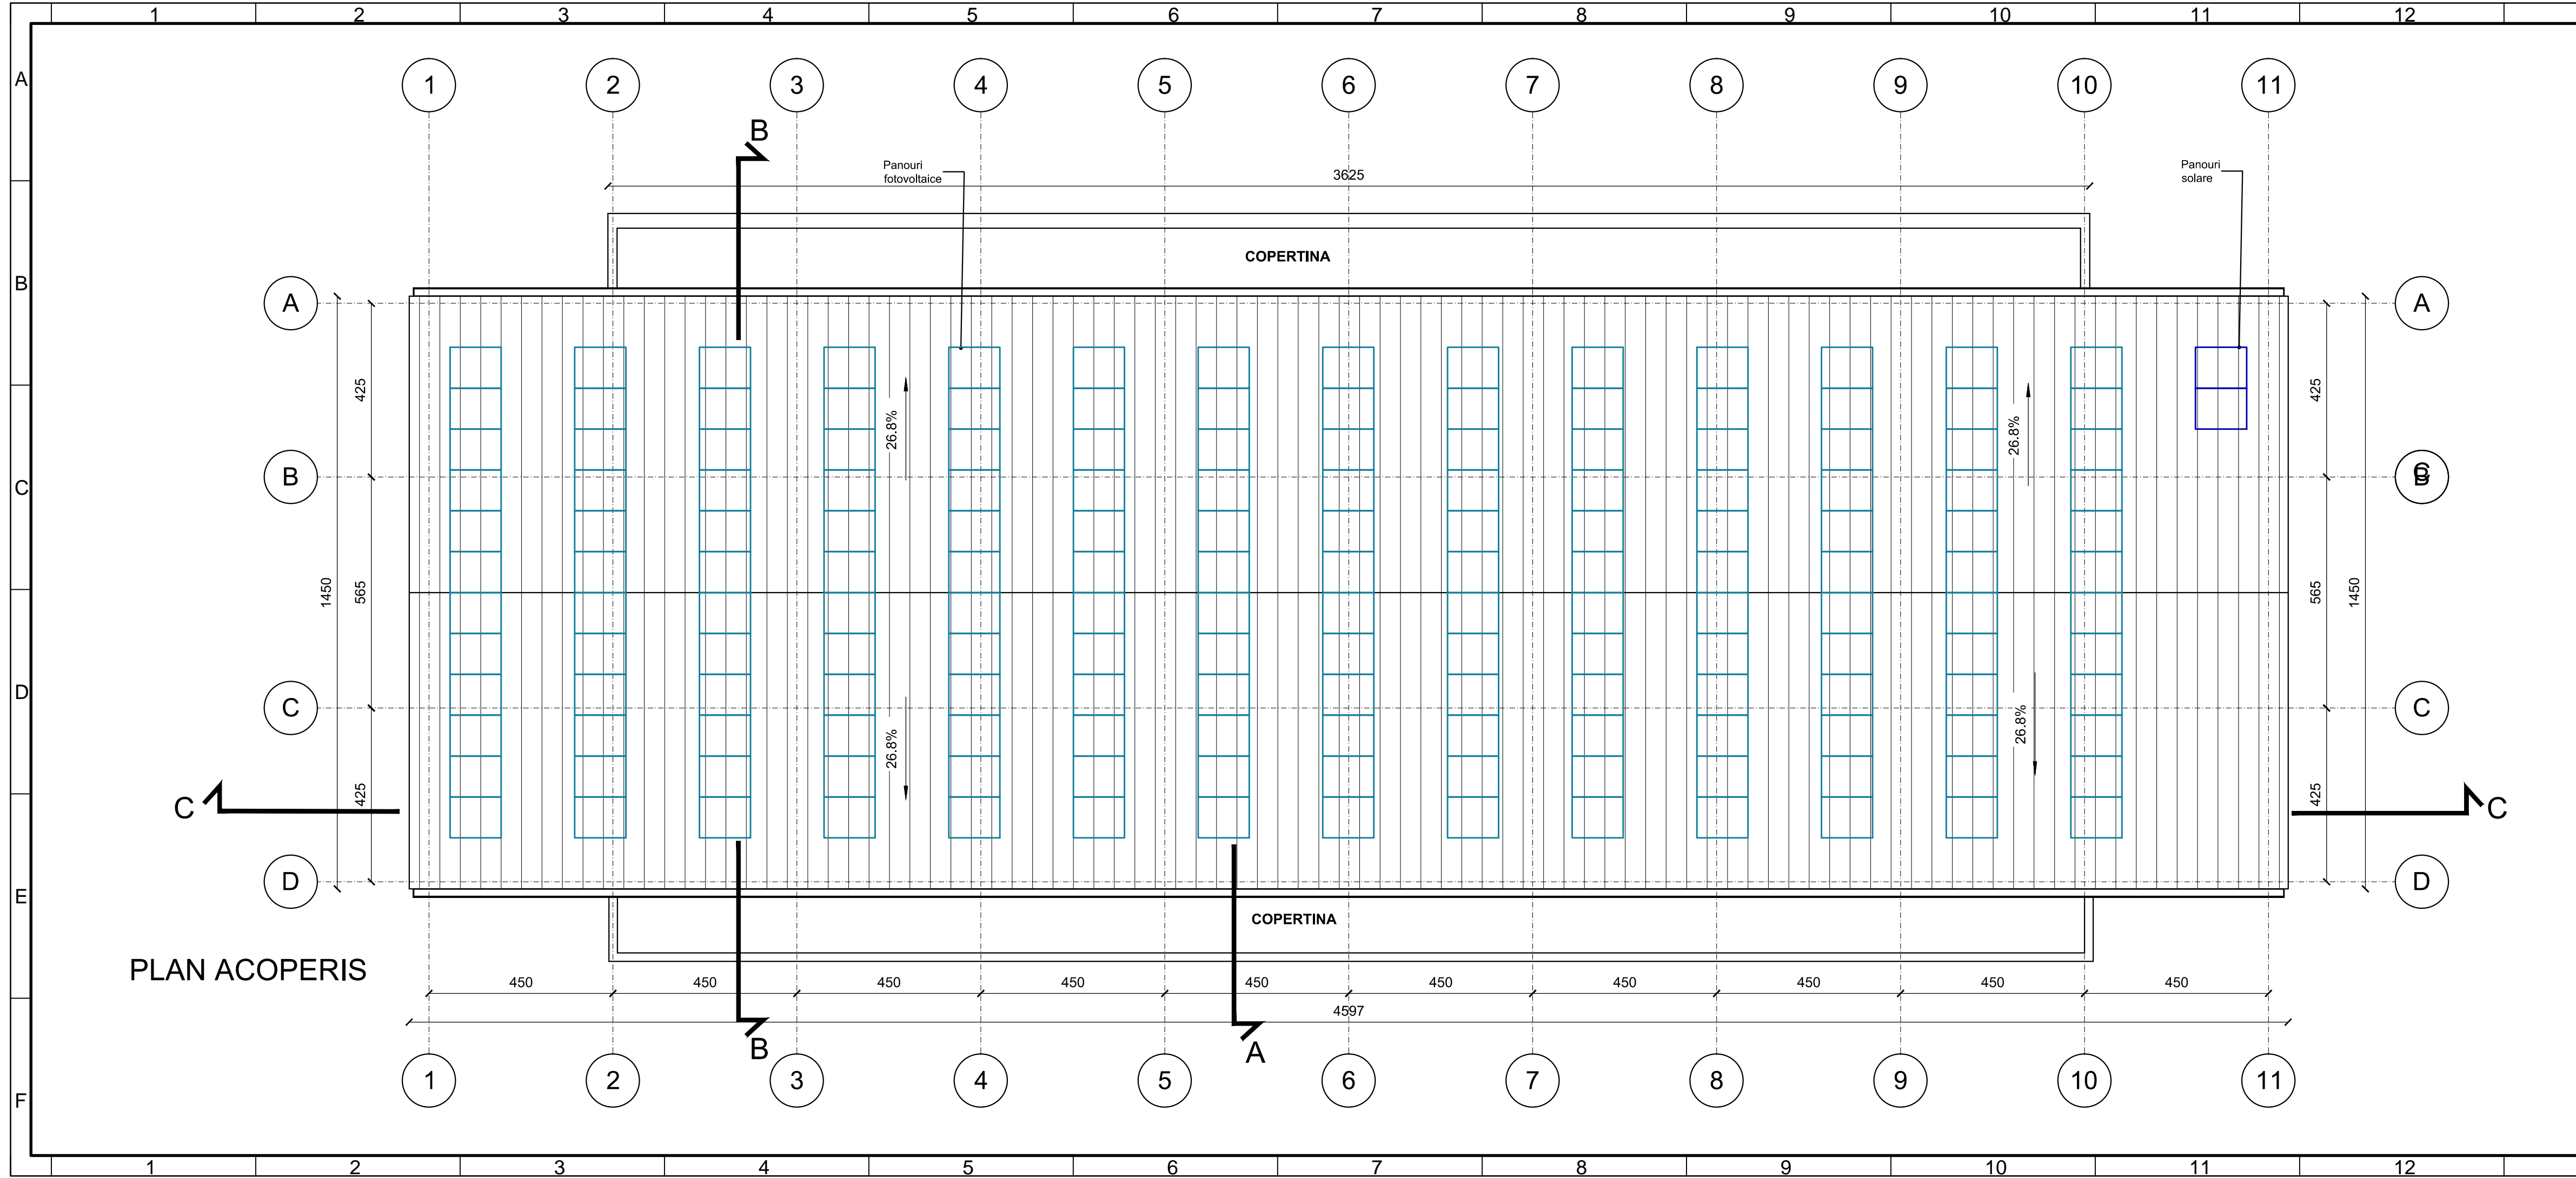 1 2 3 4 5 6 7 8 9 10 11 12
A
1 2 3 4 5 6 7 8 9 10 11
B
Panouri
fotovoltaice
Panouri
solare
3625
COPERTINA
B
A A
425 26.8% 26.8% 425
C
B C B
1450 565 565 1450
D
C C
26.8% 26.8%
C 425 425 C
D D
E
COPERTINA
PLAN ACOPERIS
450 450 450 450 450 450 450 450 450 450
4597
B A
1 2 3 4 5 6 7 8 9 10 11
F
1 2 3 4 5 6 7 8 9 10 11 12